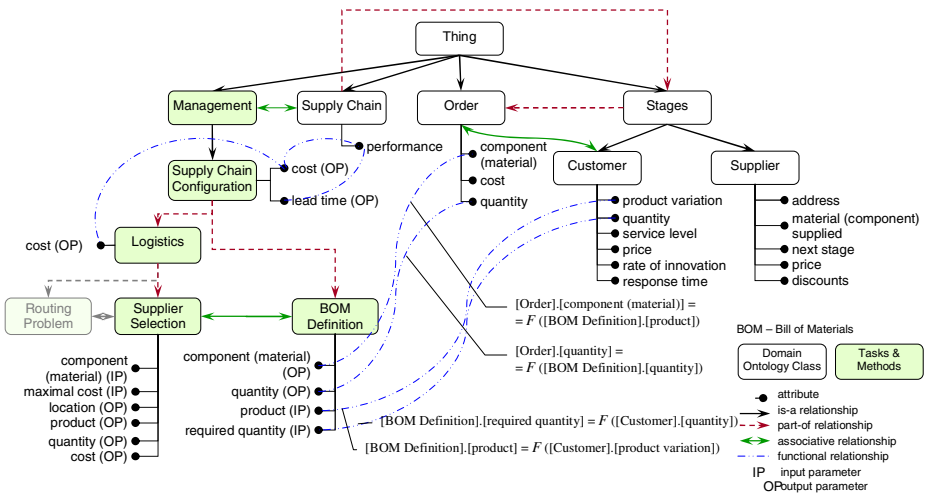 Thing
Management
Supply Chain
Order
Stages
performance
component
(material)
cost
quantity
Customer
Supplier
Supply Chain
Configuration
cost (OP)
lead time (OP)
product variation
quantity
service level
price
rate of innovation
response time
address
material (component)
supplied
next stage
price
discounts
cost (OP)
Logistics
Routing
Problem
Supplier
Selection
BOM
Definition
[Order].[component (material)] =
= F ([BOM Definition].[product])
[Order].[quantity] =
= F ([BOM Definition].[quantity])
component
(material) (IP)
maximal cost (IP)
location (OP)
product (OP)
quantity (OP)
cost (OP)
component (material)
(OP)
quantity (OP)
product (IP)
required quantity (IP)
[BOM Definition].[required quantity] = F ([Customer].[quantity])
[BOM Definition].[product] = F ([Customer].[product variation])
BOM – Bill of Materials
Domain
Ontology Class
Tasks &
Methods
attribute
is-a relationship
part-of relationship
associative relationship
functional relationship
IP input parameter
OP output parameter